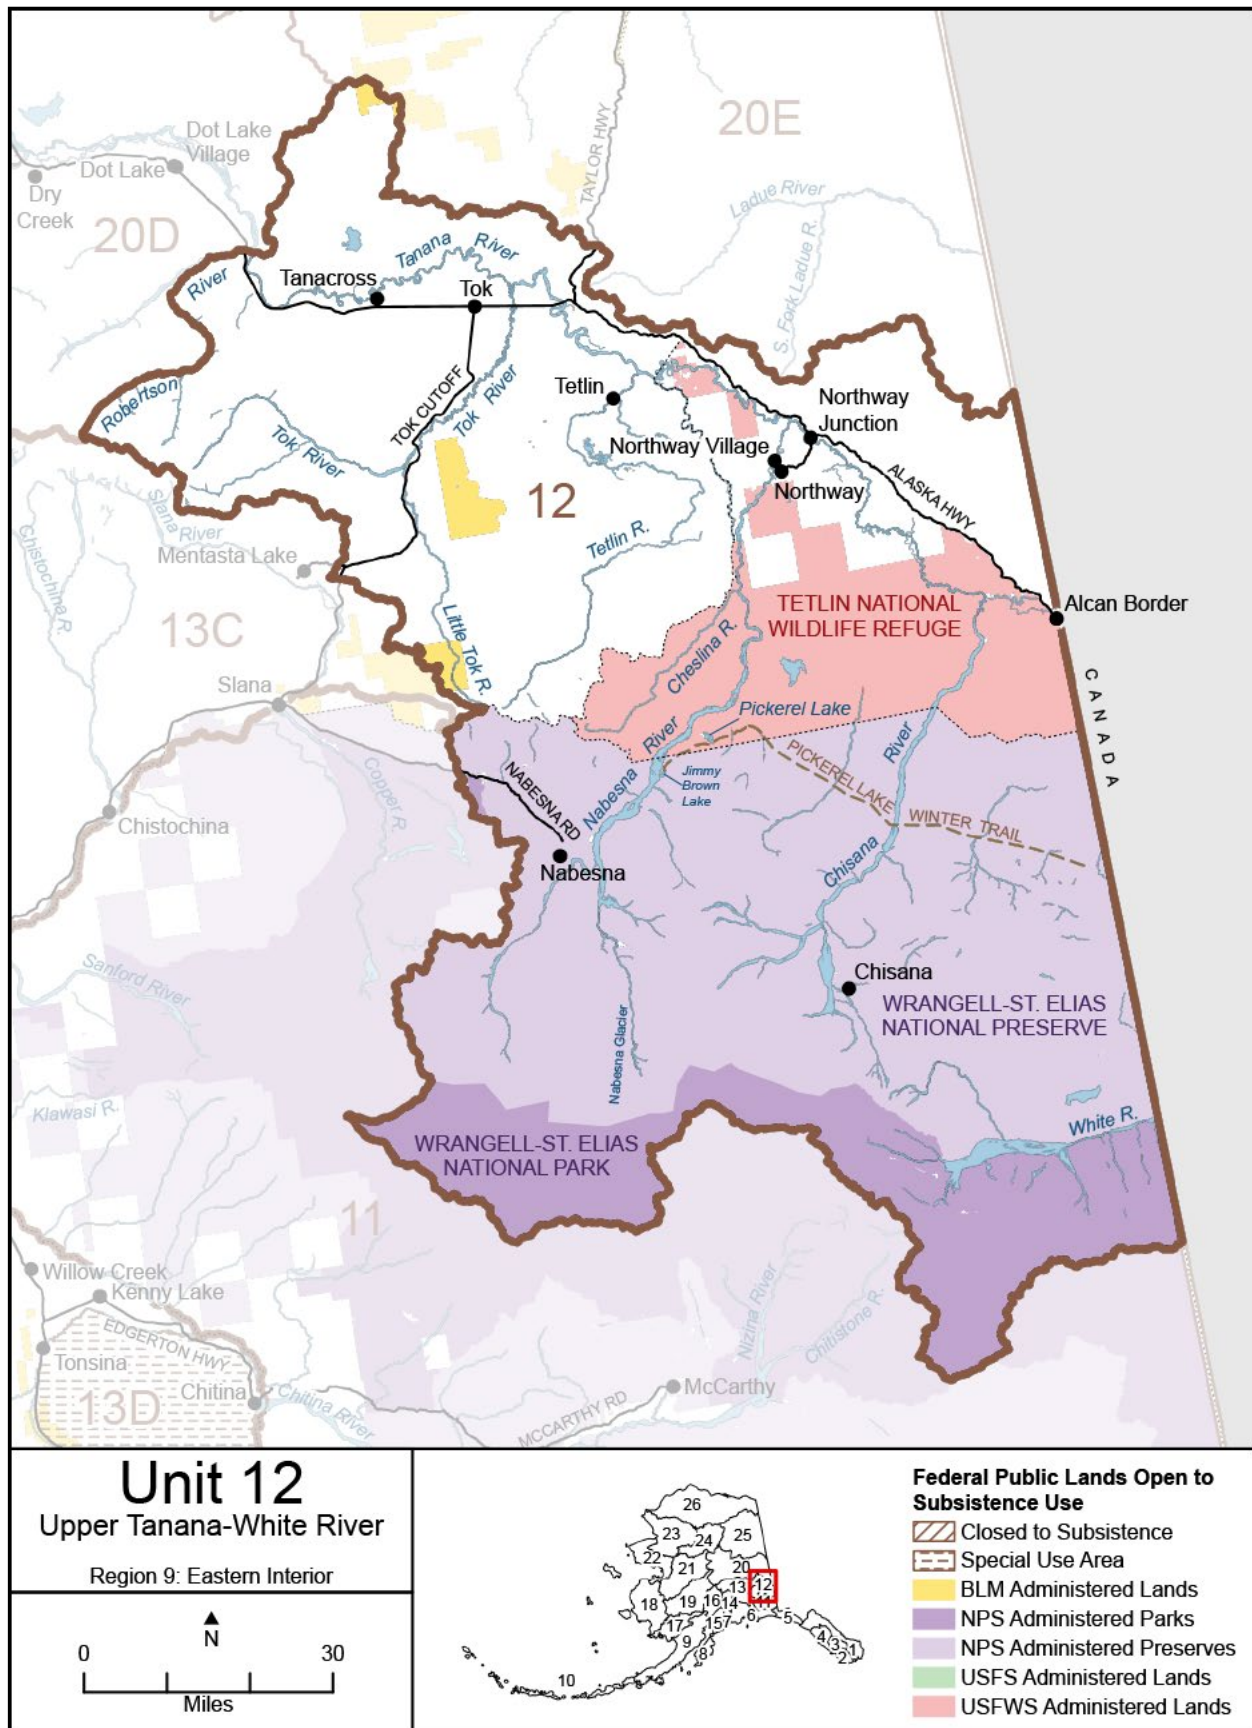 20E
TAYLOR HWY
Dot Lake
Village
Dot Lake
Dry
Creek
20D
Ladue River
S. Fork Ladue R.
River
Tanana
River
Tanacross
Tok
Robertson
Tok River
TOK CUTOFF
Tok River
Tetlin
Northway
Junction
Northway Village
Northway
ALASKA HWY
12
Tetlin R.
Slana River
Chistochina R.
Mentasta Lake
13C
Little Tok R.
TETLIN NATIONAL
WILDLIFE REFUGE
Alcan Border
Cheslina R.
CANADA
Slana
Pickerel Lake
Nabesna River
Jimmy
Brown
Lake
PICKEREL LAKE
WINTER TRAIL
River
Chisana
NABESNA RD
Copper R.
Chistochina
Nabesna
Sanford River
Chisana
WRANGELL-ST. ELIAS
NATIONAL PRESERVE
Nabesna Glacier
Klawasi R.
White R.
WRANGELL-ST. ELIAS
NATIONAL PARK
11
Willow Creek
Kenny Lake
EDGERTON HWY
Tonsina
Nizina River
Chitistone R.
13D
Chitina
Chitina River
McCarthy
MCCARTHY RD
Unit 12
Upper Tanana-White River
Region 9: Eastern Interior
N
0
30
Miles
26
23
24
25
22
21
20
12
13
18
19
16
14
11
17
15
7
6
5
9
8
4
3
1
2
10
Federal Public Lands Open to
Subsistence Use
Closed to Subsistence
Special Use Area
BLM Administered Lands
NPS Administered Parks
NPS Administered Preserves
USFS Administered Lands
USFWS Administered Lands